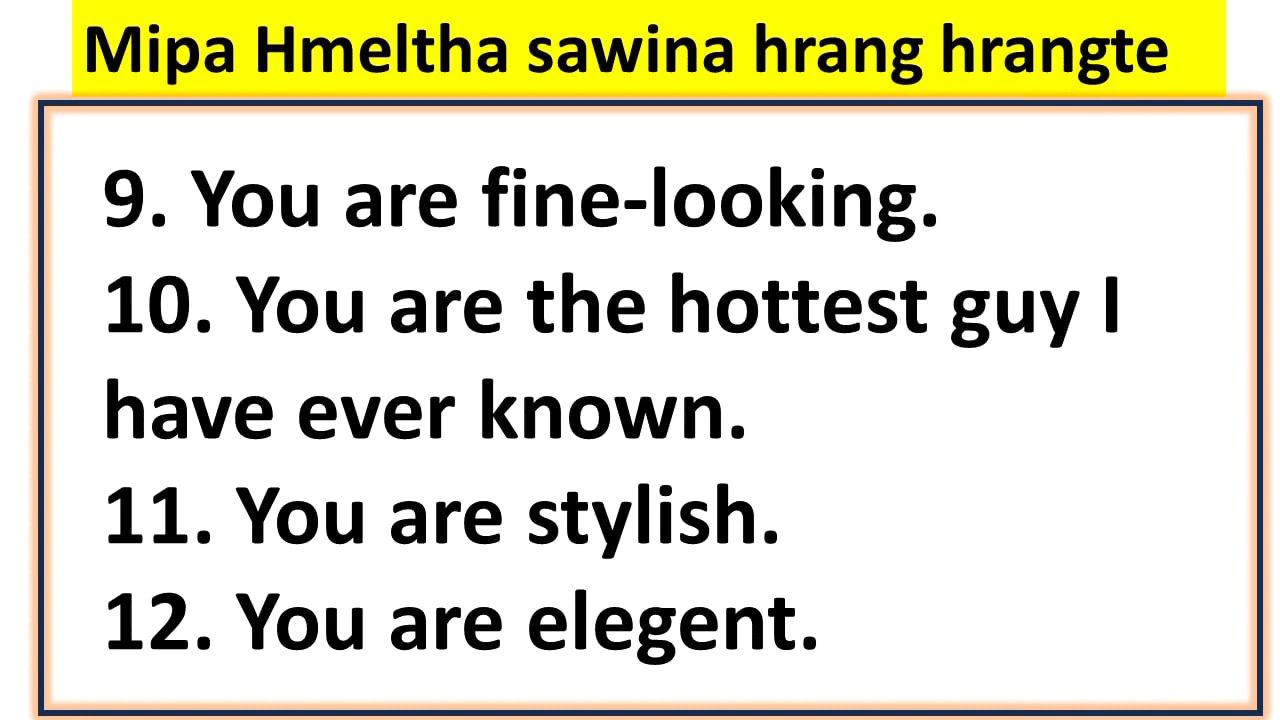 Mipa Hmeltha sawina hrang hrangte
9. You are fine-looking.
10. You are the hottest guy I
have ever known.
11. You are stylish.
12. You are elegent.